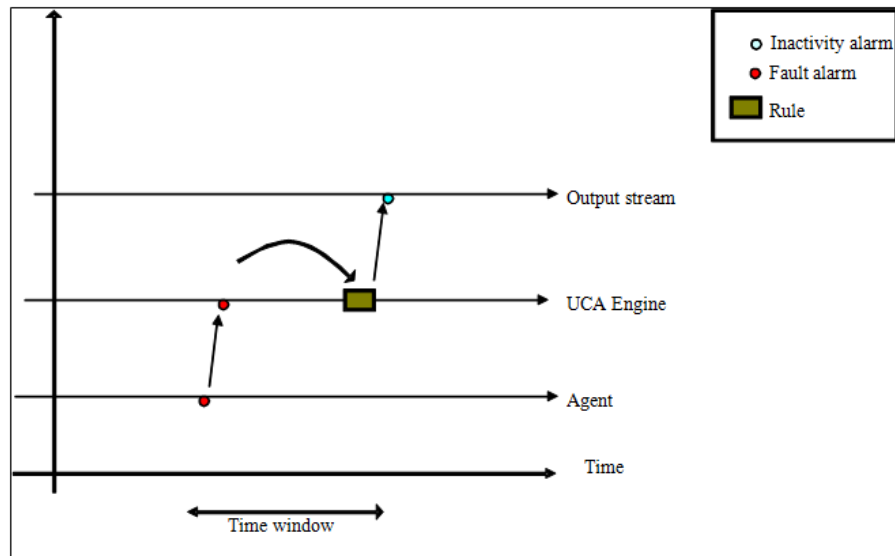 Inactivity alarm
Fault alarm
Rule
Output stream
UCA Engine
Agent
Time
Time window